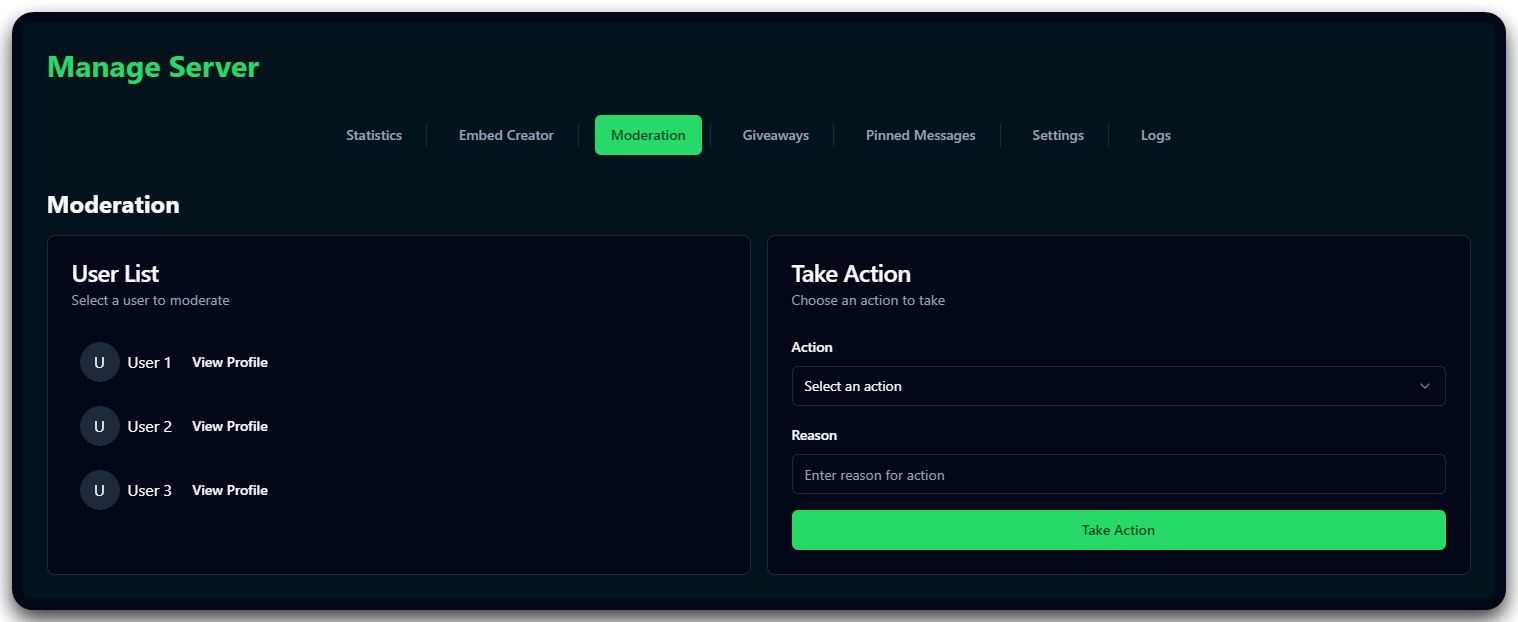 Manage Server
Statistics Embed Creator Moderation Giveaways Pinned Messages Settings Logs
Moderation
User List
Select a user to moderate
U User 1 View Profile
U User 2 View Profile
U User 3 View Profile
Take Action
Choose an action to take
Action
Select an action
Reason
Enter reason for action
Take Action